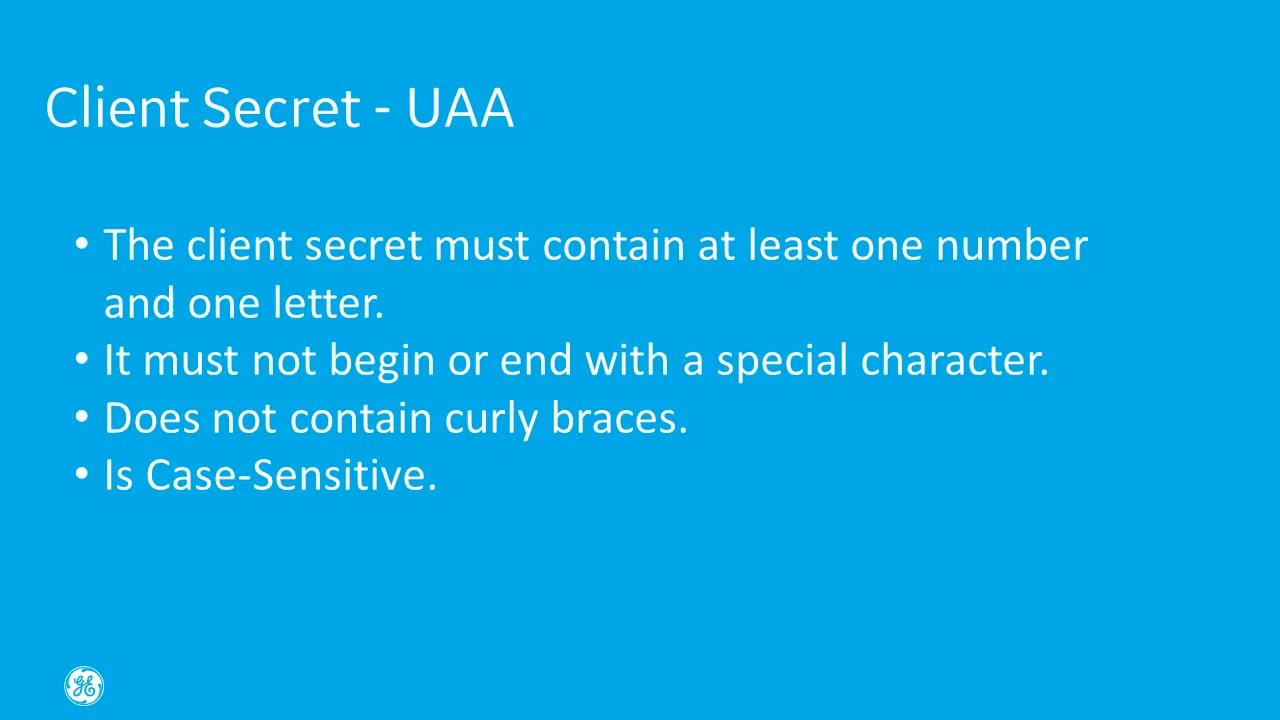 Client Secret - UAA
• The client secret must contain at least one number
and one letter.
• It must not begin or end with a special character.
• Does not contain curly braces.
• Is Case-Sensitive.
GE